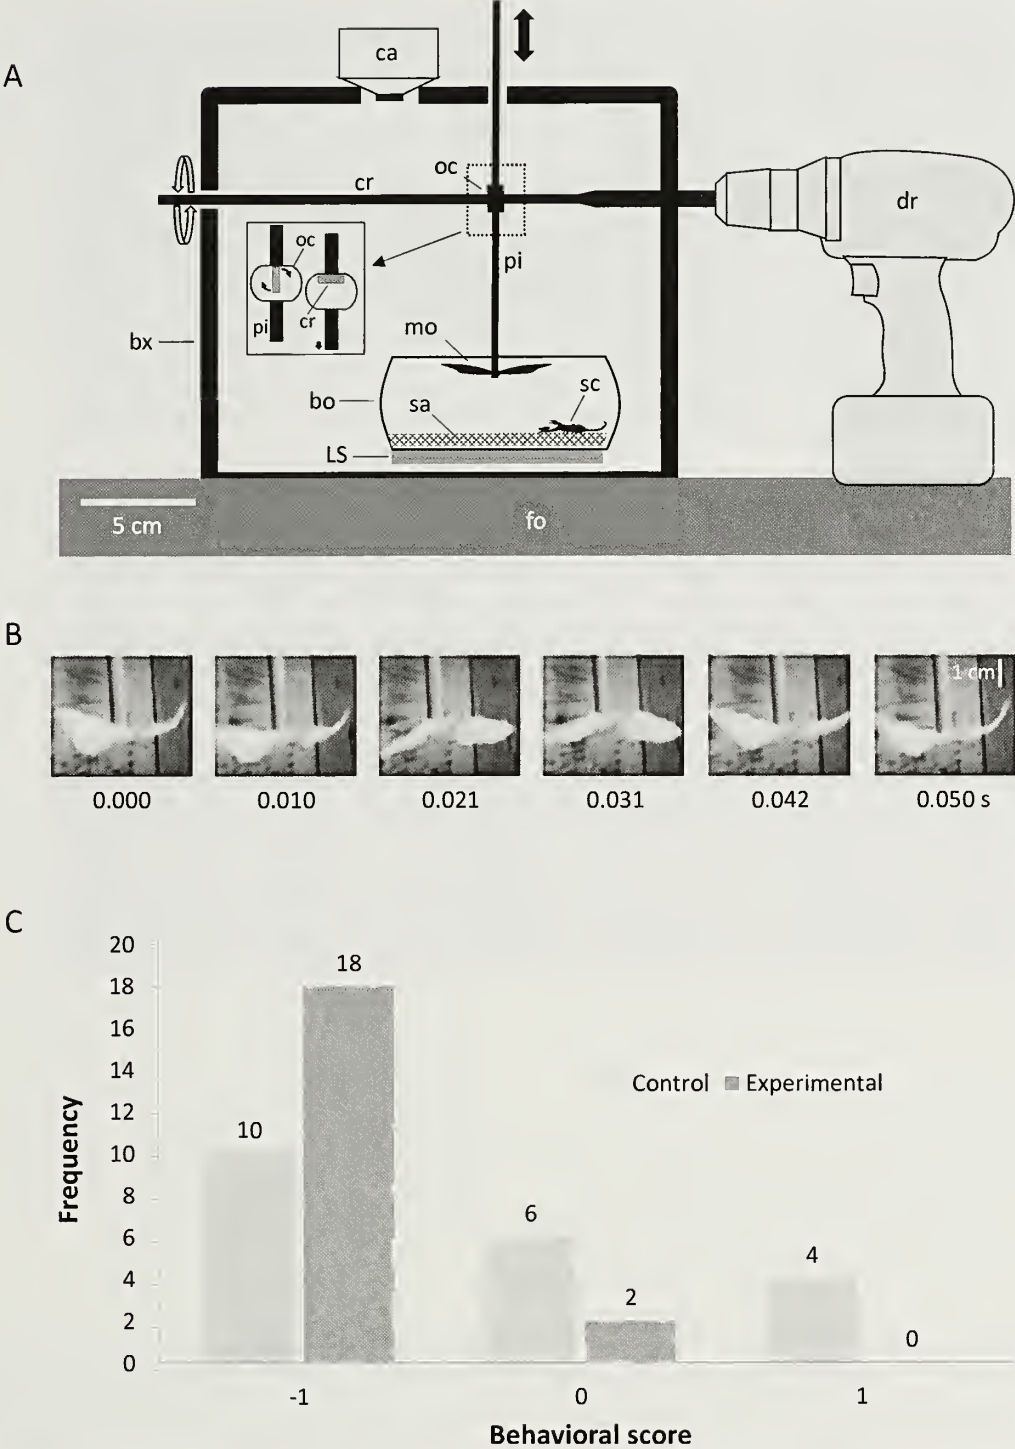 A
ca
oc
cr
dr
oc
pi
pi
cr
bx
mo
sc
bo
sa
LS
5 cm
fo
B
1 cm
0.000
0.010
0.021
0.031
0.042
0.050 s
C
20
18
18
16
14
Control Experimental
12
10
10
8
6
6
4
4
2
2
0
0
Frequency
-1
0
1
Behavioral score